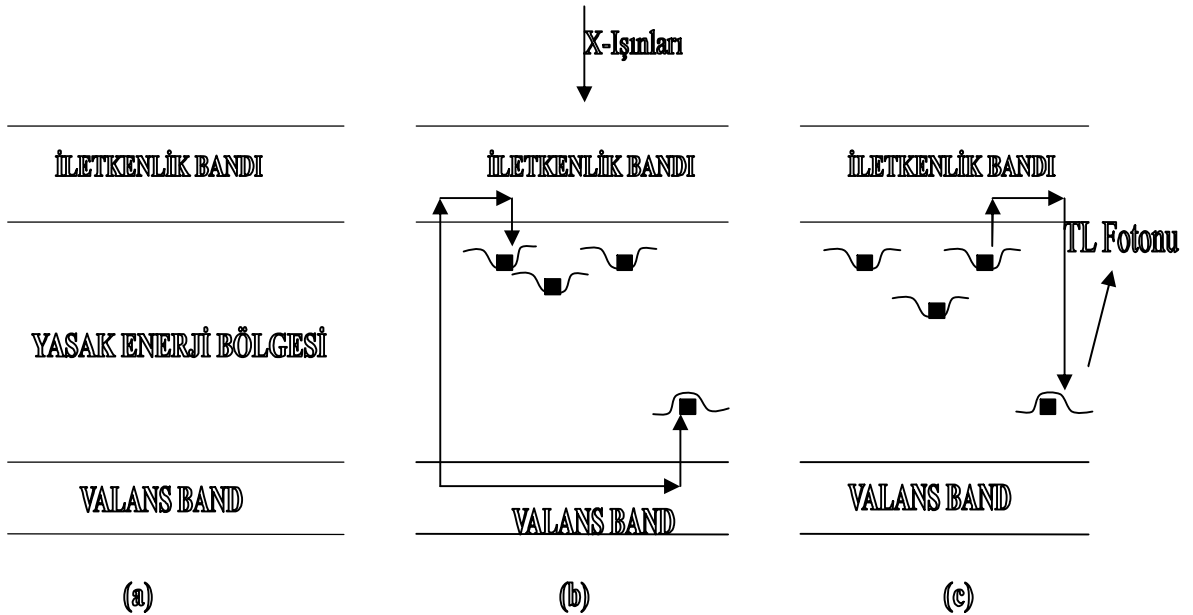 X-Işınları
İLETKENLİK BANDI
İLETKENLİK BANDI
İLETKENLİK BANDI
TL Fotonu
YASAK ENERJİ BÖLGESİ
VALANS BAND
VALANS BAND
VALANS BAND
(a)
(b)
(c)